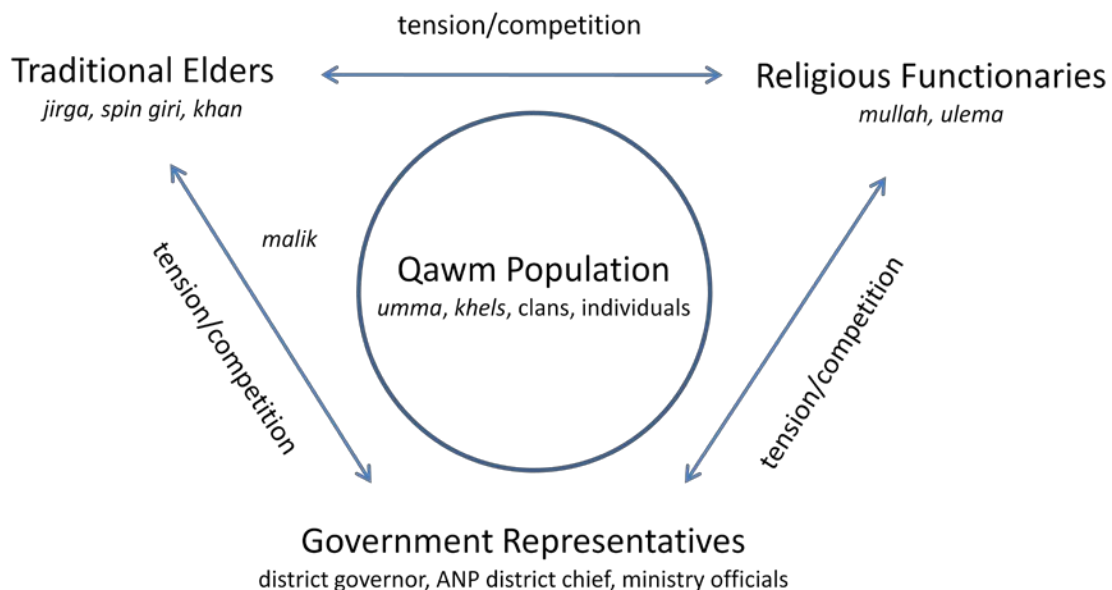 tension/competition
Traditional Elders
jirga, spin giri, khan
Religious Functionaries
mullah, ulema
malik
tension/competition
Qawm Population
umma, khels, clans, individuals
tension/competition
Government Representatives
district governor, ANP district chief, ministry officials